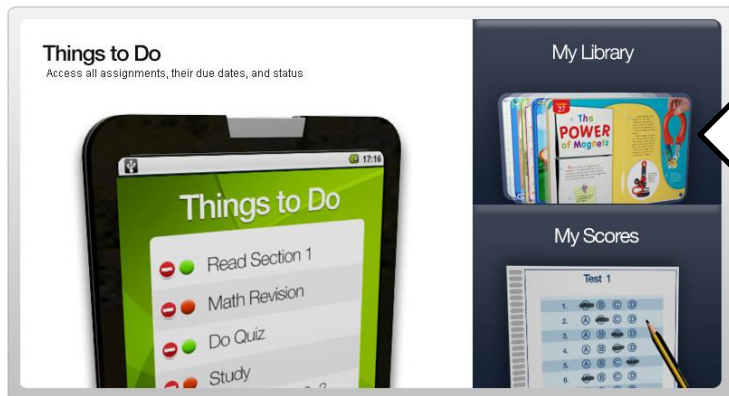 Things to Do
Access all assignments, their due dates, and status
17:16
Things to Do
Read Section 1
Math Revision
Do Quiz
Study
My Library
27
The
POWER
of Magnets
My Scores
Test 1
1. B C D
2. A C D
3. A B D
4. A B D
5. A B C
6. B C D